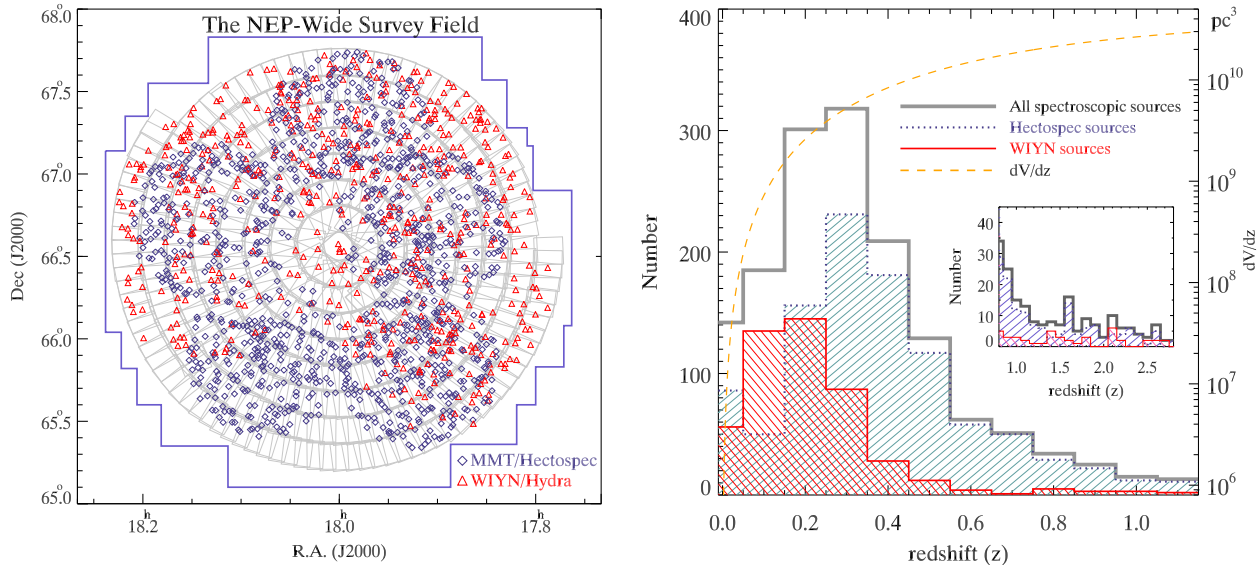 The NEP-Wide Survey Field
68.0°
67.5°
67.0°
66.5°
66.0°
65.5°
65.0°
Dec (J2000)
MMT/Hectospec
WIYN/Hydra
18.2h
18.0h
17.8h
R.A. (J2000)
400
300
200
100
0
Number
pc³
10¹⁰
10⁹
10⁸
10⁷
10⁶
dV/dz
All spectroscopic sources
Hectospec sources
WIYN sources
dV/dz
40
30
20
10
0
Number
1.0 1.5 2.0 2.5
redshift (z)
0.0 0.2 0.4 0.6 0.8 1.0
redshift (z)